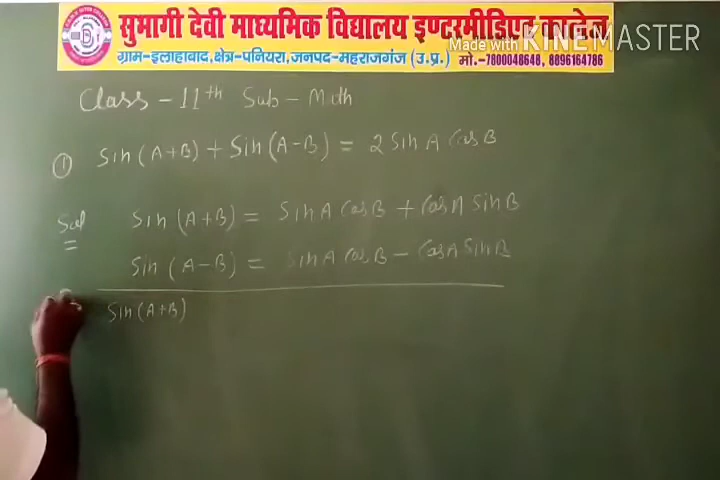 सुभागी देवी माध्यमिक विद्यालय इण्टरमीडिएट कालेज
Made with KINEMASTER
ग्राम-इलाहाबाद,क्षेत्र-पनियरा,जनपद-महराजगंज (उ.प्र.) मो.-7800048648, 8896164786
Class - 11th Sub - Math
① Sin (A+B) + Sin (A-B) = 2 Sin A Cos B
Sol = Sin (A+B) = Sin A Cos B + Cos A Sin B
Sin (A-B) = Sin A Cos B - Cos A Sin B
Sin (A+B)